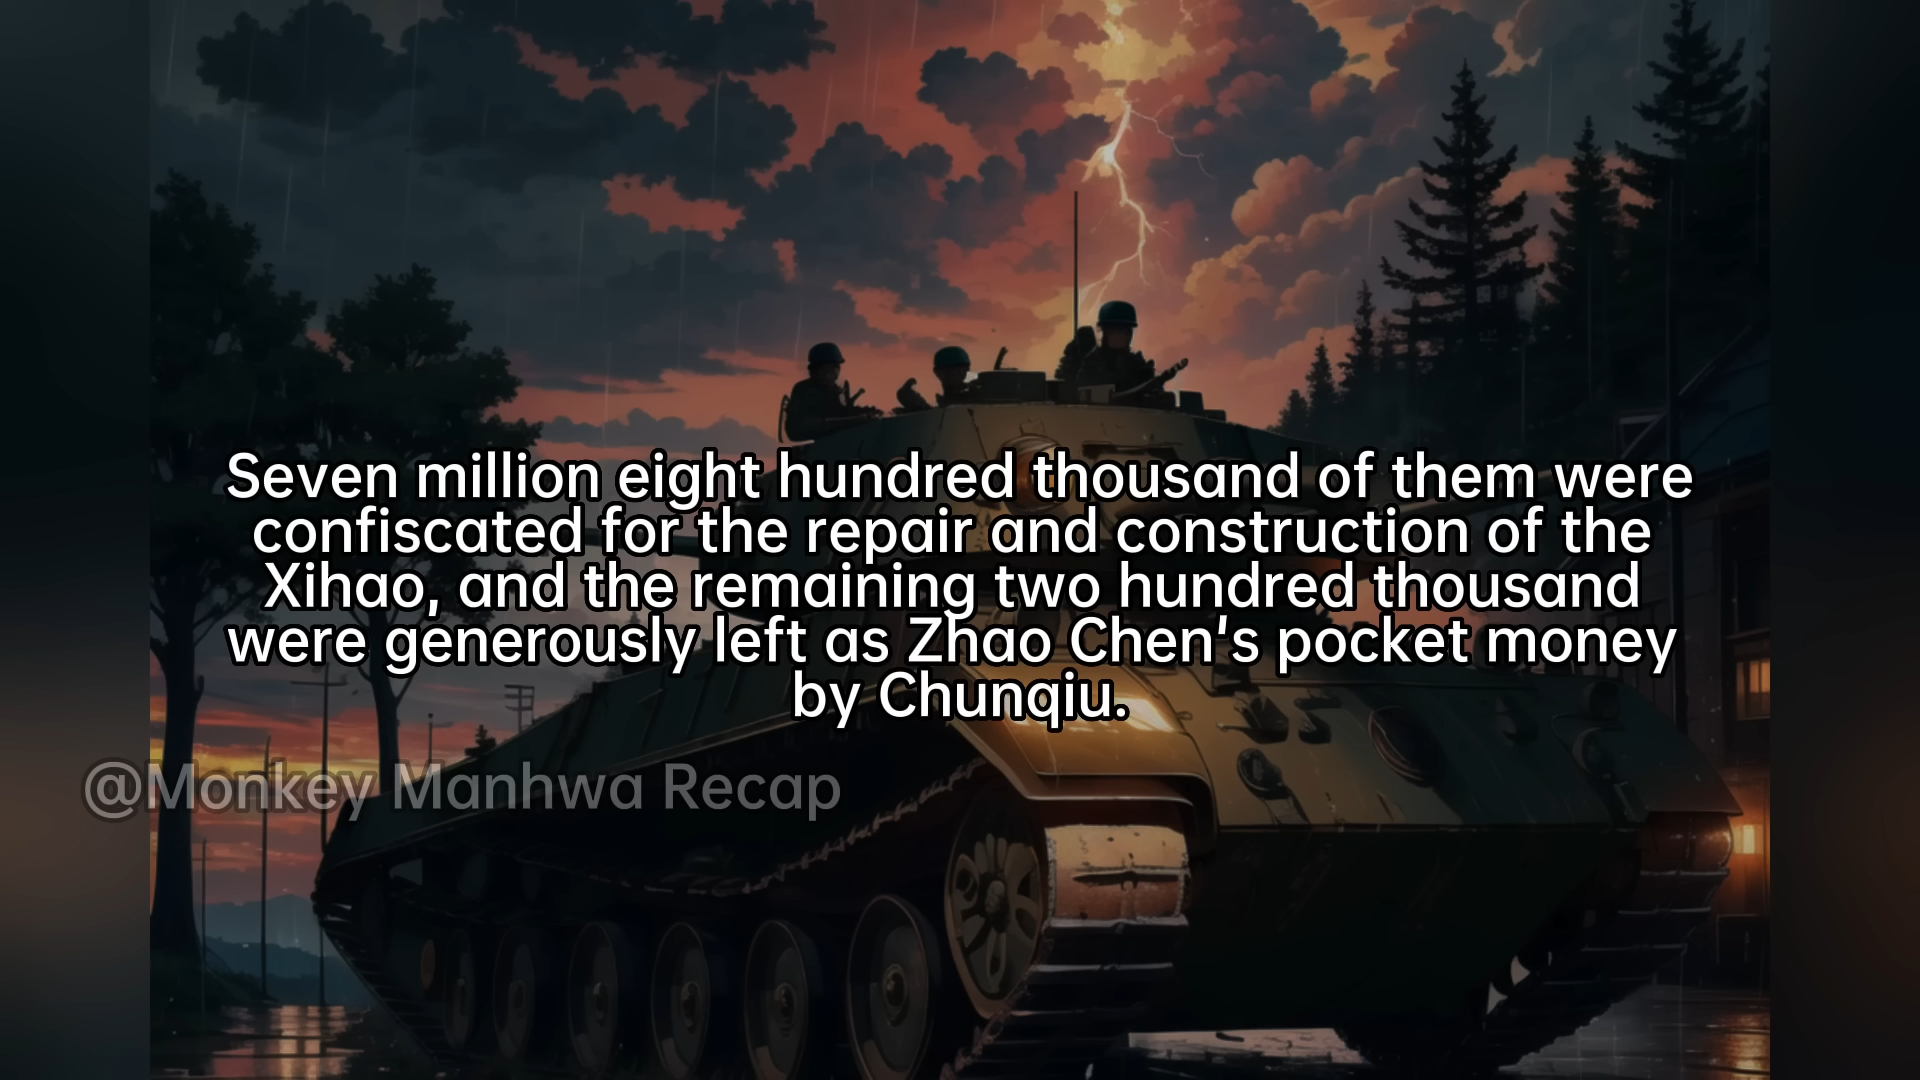 Seven million eight hundred thousand of them were
confiscated for the repair and construction of the
Xihao, and the remaining two hundred thousand
were generously left as Zhao Chen's pocket money
by Chunqiu.
@Monkey Manhwa Recap